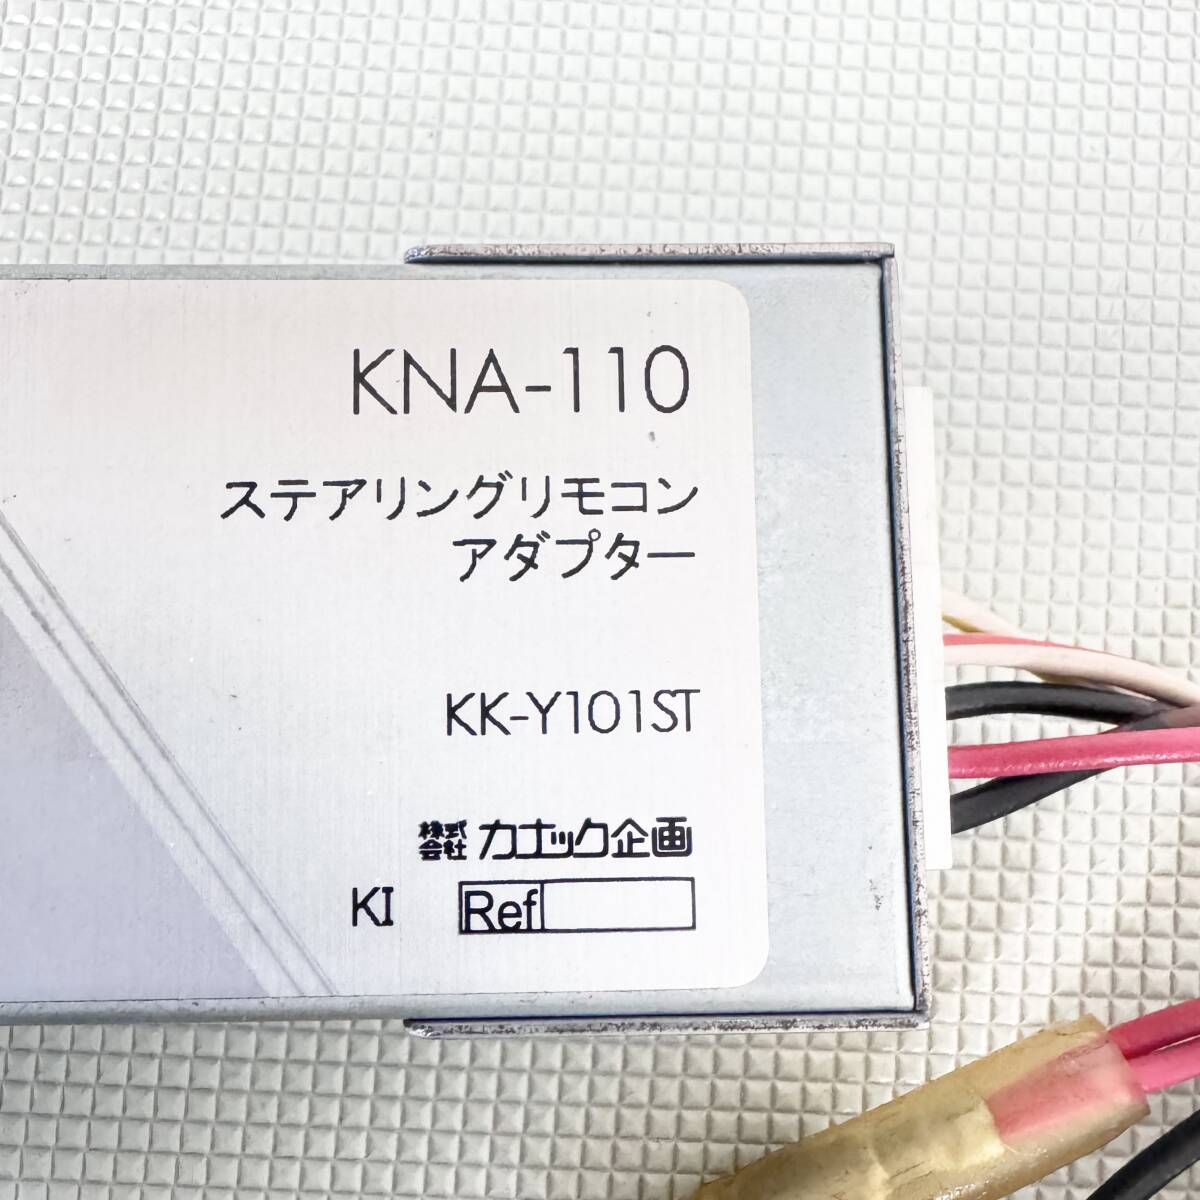 KNA-110
ステアリングリモコン
アダプター
KK-Y101ST
株式会社 カナック企画
KI Ref